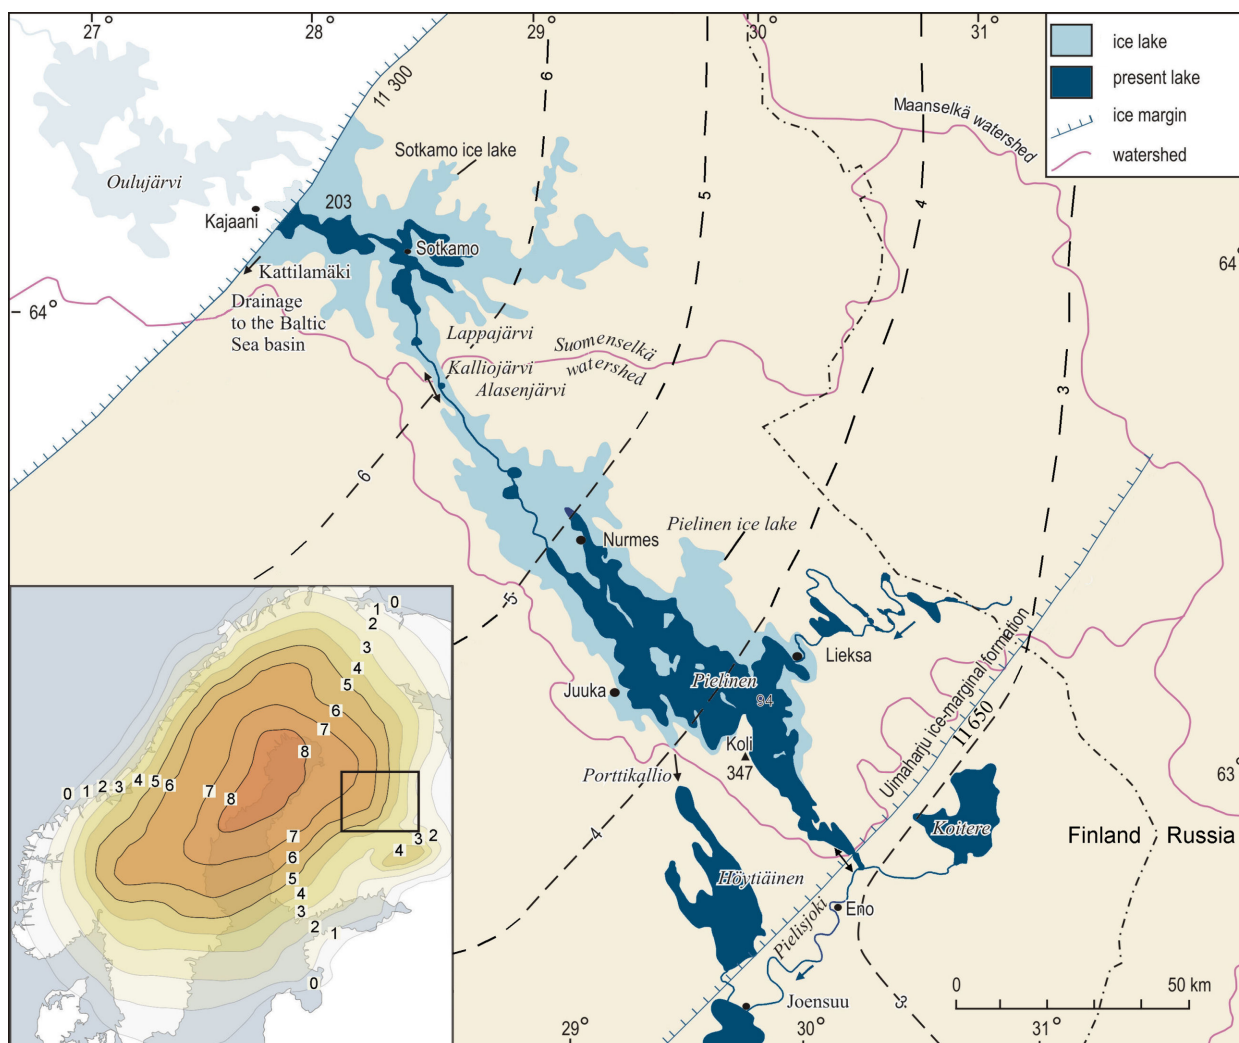 27°
28°
29°
30°
31°
ice lake
present lake
ice margin
watershed
11 300
6
5
4
3
Maanselkä watershed
Sotkamo ice lake
Oulujärvi
Kajaani
203
Sotkamo
Kattilamäki
Drainage
to the Baltic
Sea basin
64°
64°
Lappajärvi
Kalliojärvi
Alasenjärvi
Suomenselkä
watershed
6
Nurmes
Pielinen ice lake
5
Lieksa
Juuka
Pielinen
94
Koli
347
Porttikallio
Uimaharju ice-marginal formation
11 650
63°
Koitere
Finland
Russia
4
Höytiäinen
Pielisjoki
Eno
Joensuu
3
0
50 km
29°
30°
31°
0
1
2
3
4
5
6
7
8
0
1
2
3
4
5
6
7
8
7
6
5
4
3
2
1
0
4
3
2